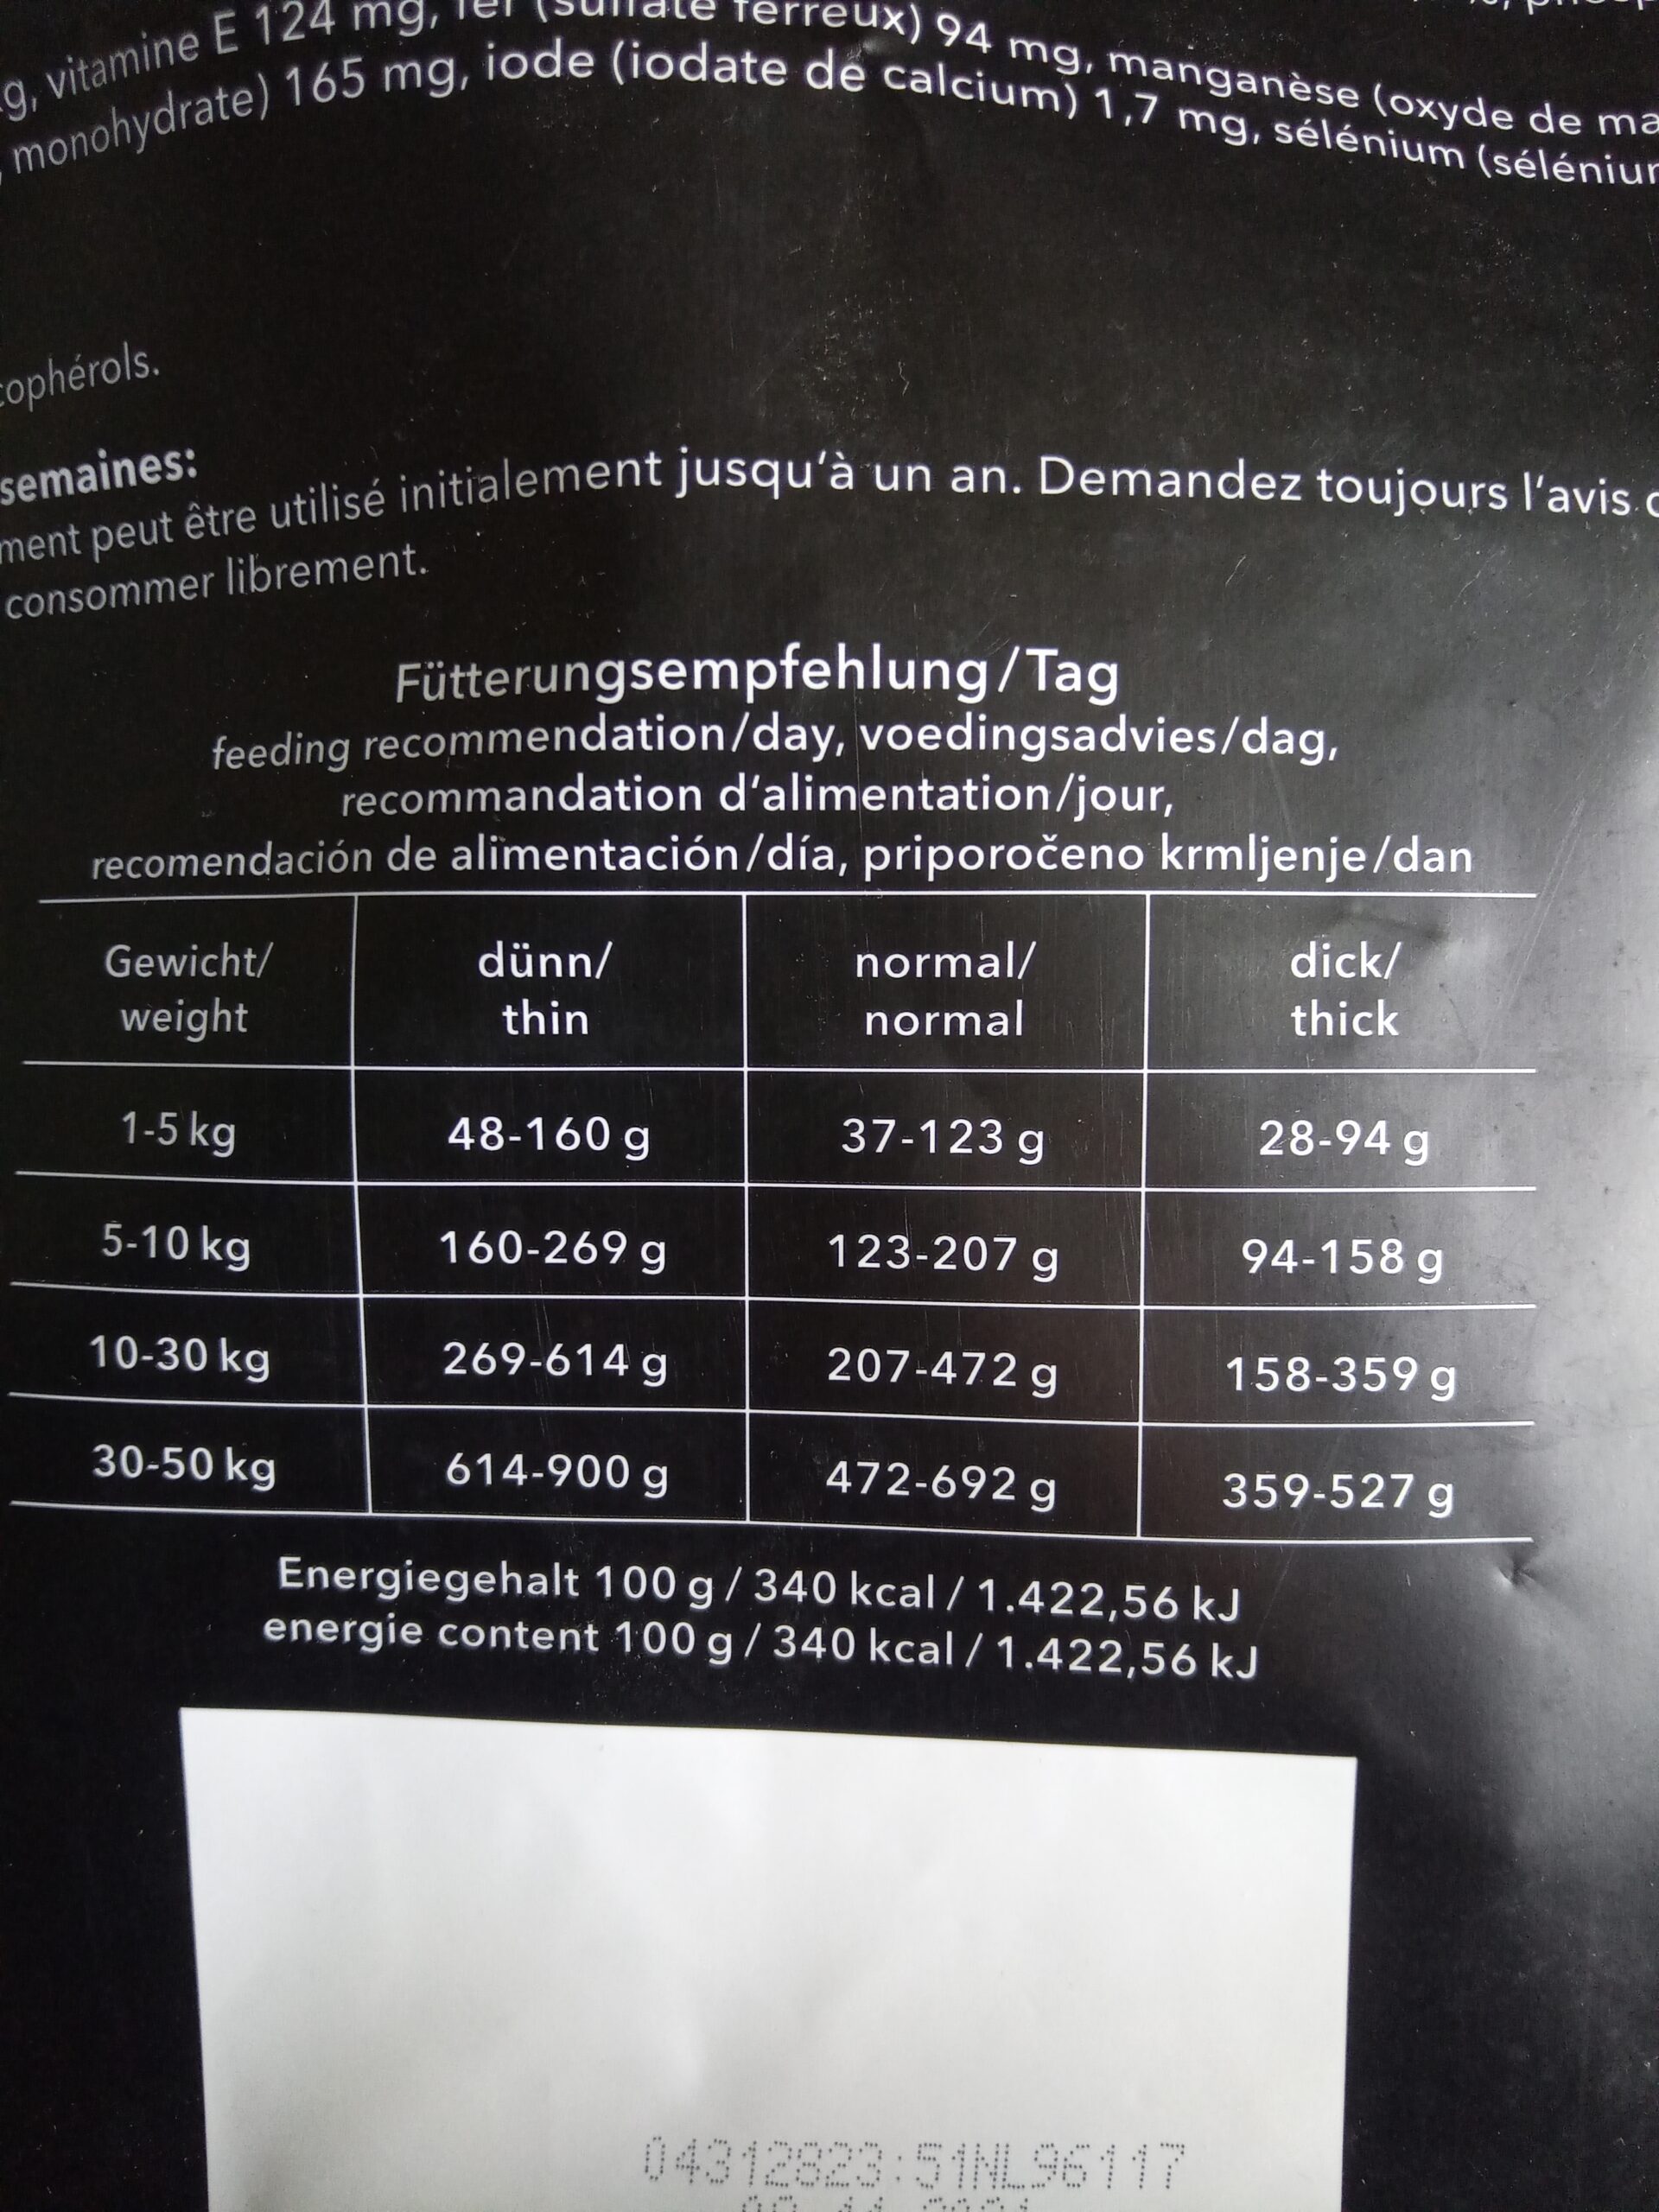 g, vitamine E 124 mg, fer (sulfate ferreux) 94 mg, manganèse (oxyde de
monohydrate) 165 mg, iode (iodate de calcium) 1,7 mg, sélénium
cophérols.
semaines:
ment peut être utilisé initialement jusqu'à un an. Demandez toujours l'avis
consommer librement.
Fütterungsempfehlung/Tag
feeding recommendation/day, voedingsadvies/dag,
recommandation d'alimentation/jour,
recomendación de alimentación/día, priporočeno krmljenje/dan
Gewicht/ dünn/ normal/ dick/
weight thin normal thick
1-5 kg 48-160 g 37-123 g 28-94 g
5-10 kg 160-269 g 123-207 g 94-158 g
10-30 kg 269-614 g 207-472 g 158-359 g
30-50 kg 614-900 g 472-692 g 359-527 g
Energiegehalt 100 g / 340 kcal / 1.422,56 kJ
energie content 100 g / 340 kcal / 1.422,56 kJ
04312823:51NL96117